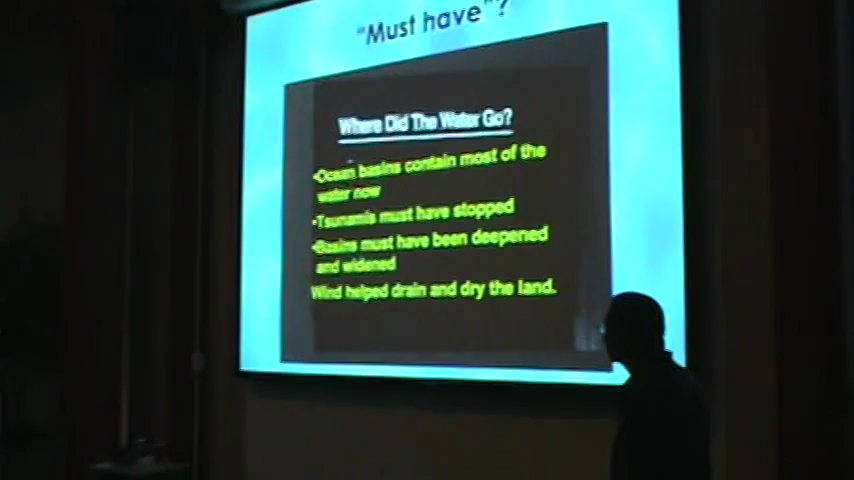 "Must have"?
Where Did The Water Go?
•Ocean basins contain most of the
water now
•Tsunamis must have stopped
•Basins must have been deepened
and widened
Wind helped drain and dry the land.